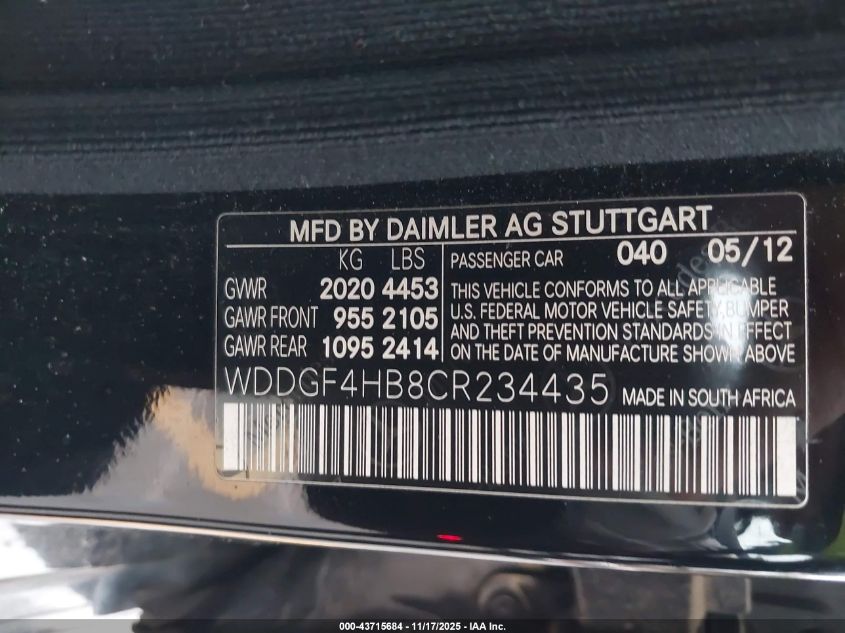 MFD BY DAIMLER AG STUTTGART
KG LBS
GVWR 2020 4453
GAWR FRONT 955 2105
GAWR REAR 1095 2414
PASSENGER CAR 040 05/12
THIS VEHICLE CONFORMS TO ALL APPLICABLE
U.S. FEDERAL MOTOR VEHICLE SAFETY, BUMPER
AND THEFT PREVENTION STANDARDS IN EFFECT
ON THE DATE OF MANUFACTURE SHOWN ABOVE
WDDGF4HB8CR234435 MADE IN SOUTH AFRICA
000-43715684 - 11/17/2025 - IAA Inc.